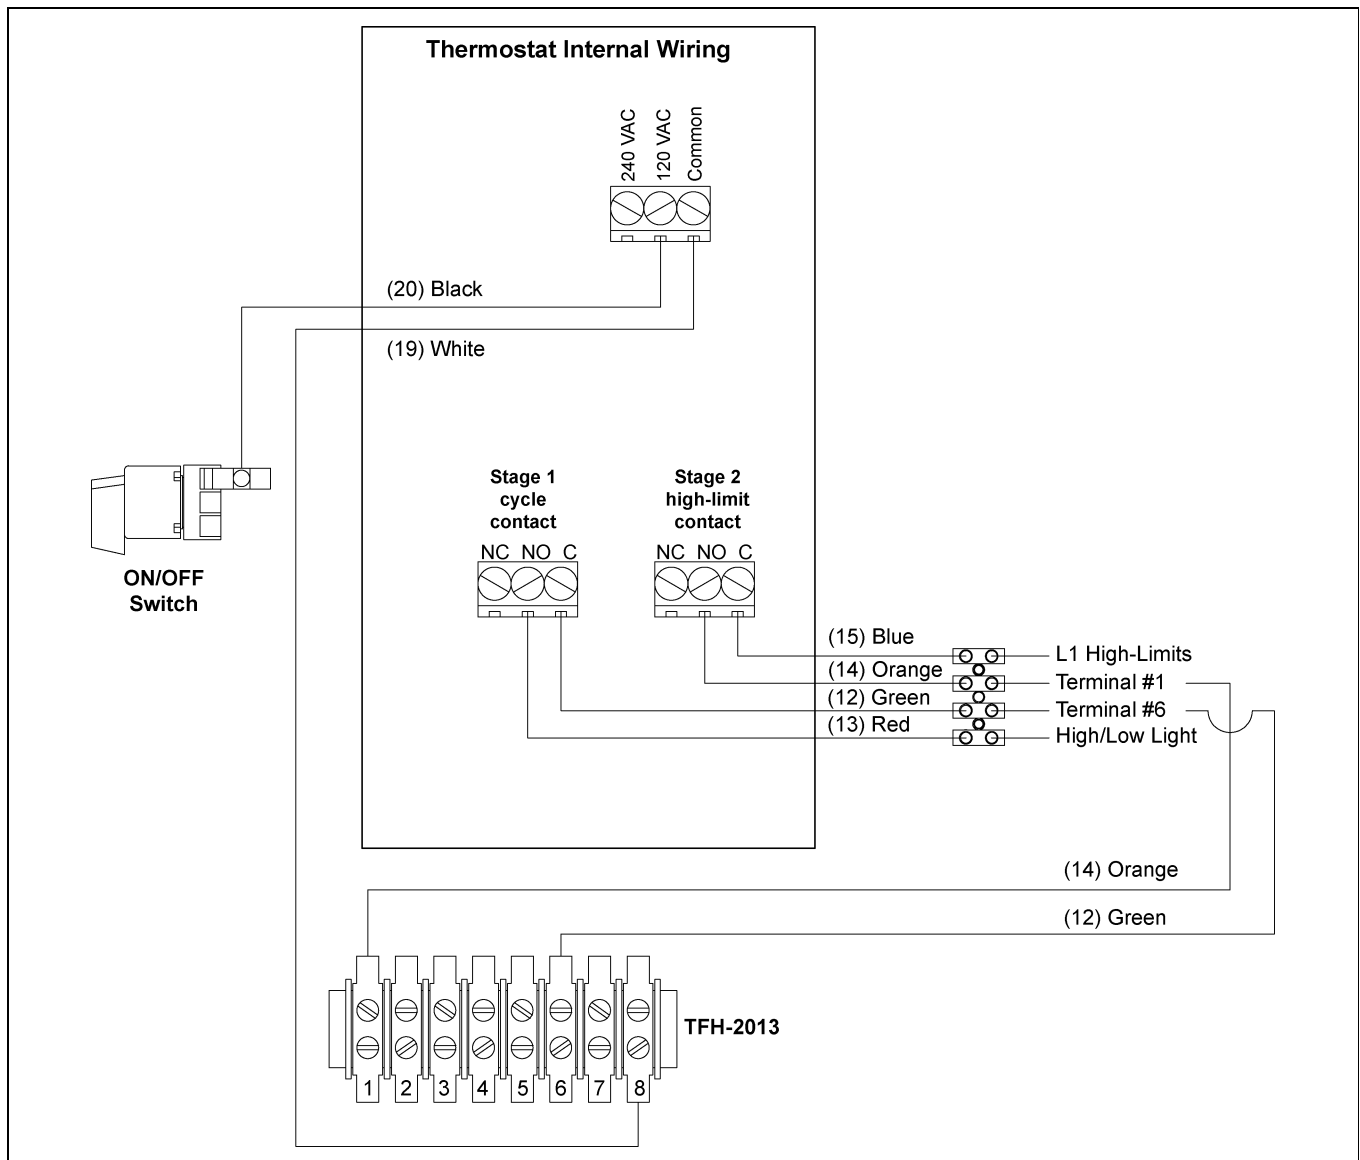 Thermostat Internal Wiring
240 VAC
120 VAC
Common
(20) Black
(19) White
ON/OFF
Switch
Stage 1
cycle
contact
NC NO C
Stage 2
high-limit
contact
NC NO C
(15) Blue
(14) Orange
(12) Green
(13) Red
L1 High-Limits
Terminal #1
Terminal #6
High/Low Light
(14) Orange
(12) Green
TFH-2013
1 2 3 4 5 6 7 8